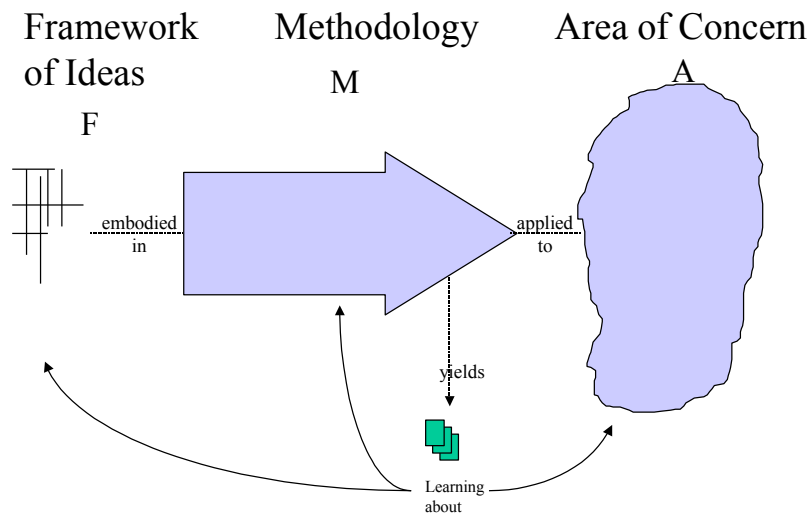 Framework
of Ideas
F
Methodology
M
Area of Concern
A
embodied
in
applied
to
yields
Learning
about